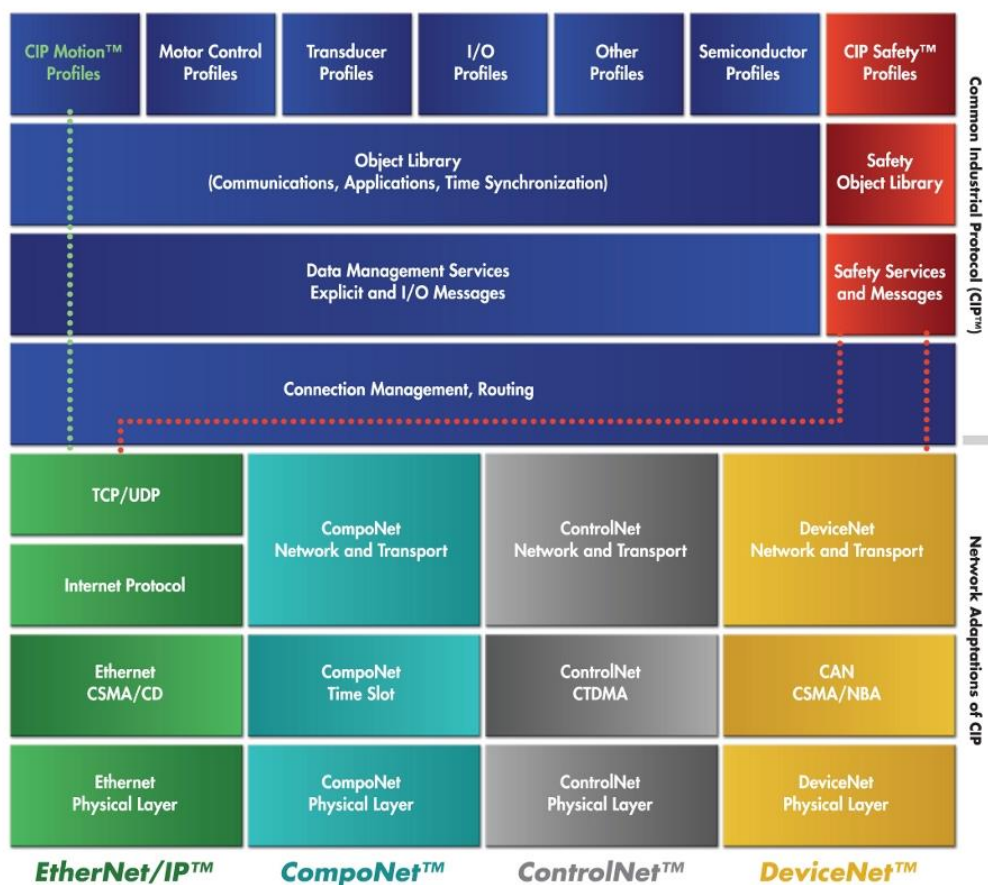 CIP Motion™
Profiles
Motor Control
Profiles
Transducer
Profiles
I/O
Profiles
Other
Profiles
Semiconductor
Profiles
CIP Safety™
Profiles
Object Library
(Communications, Applications, Time Synchronization)
Safety
Object Library
Data Management Services
Explicit and I/O Messages
Safety Services
and Messages
Connection Management, Routing
Common Industrial Protocol (CIP™)
TCP/UDP
Internet Protocol
CompoNet
Network and Transport
ControlNet
Network and Transport
DeviceNet
Network and Transport
Ethernet
CSMA/CD
CompoNet
Time Slot
ControlNet
CTDMA
CAN
CSMA/NBA
Ethernet
Physical Layer
CompoNet
Physical Layer
ControlNet
Physical Layer
DeviceNet
Physical Layer
Network Adaptations of CIP
EtherNet/IP™
CompoNet™
ControlNet™
DeviceNet™